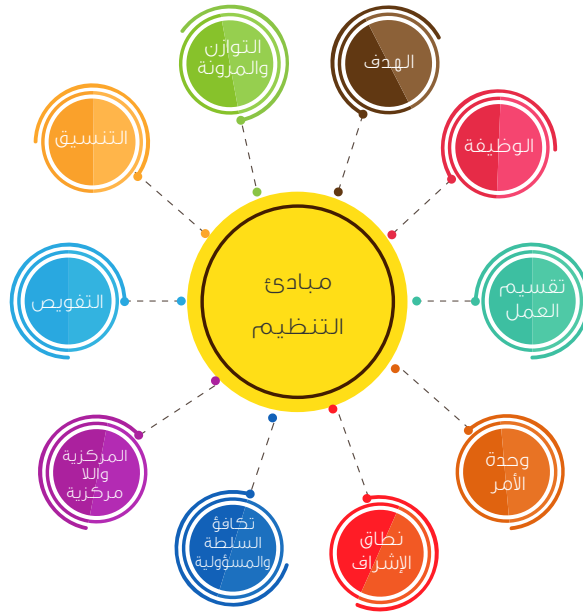 مبادئ
التنظيم
الهدف
الوظيفة
تقسيم
العمل
وحدة
الأمر
نطاق
الإشراف
تكافؤ
السلطة
والمسؤولية
المركزية
واللا
مركزية
التفويض
التنسيق
التوازن
والمرونة